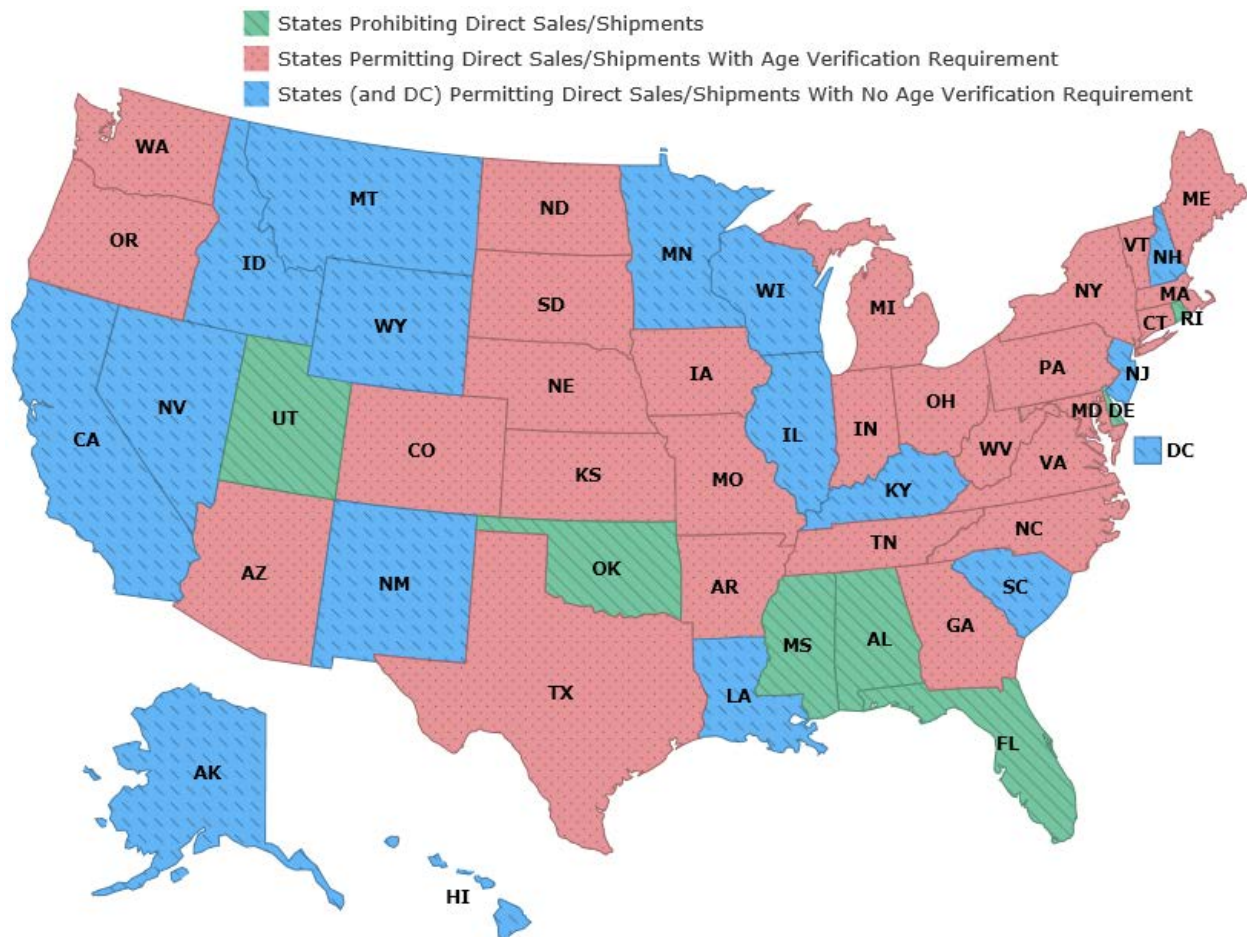 States Prohibiting Direct Sales/Shipments
States Permitting Direct Sales/Shipments With Age Verification Requirement
States (and DC) Permitting Direct Sales/Shipments With No Age Verification Requirement
WA
MT
ND
ME
OR
ID
MN
VT
NH
SD
WI
NY
MA
WY
MI
CT
RI
IA
PA
NJ
NE
OH
NV
UT
MD
DE
CA
IN
IL
CO
WV
DC
VA
KS
MO
KY
NC
TN
AZ
OK
NM
AR
SC
GA
MS
AL
TX
LA
FL
AK
HI